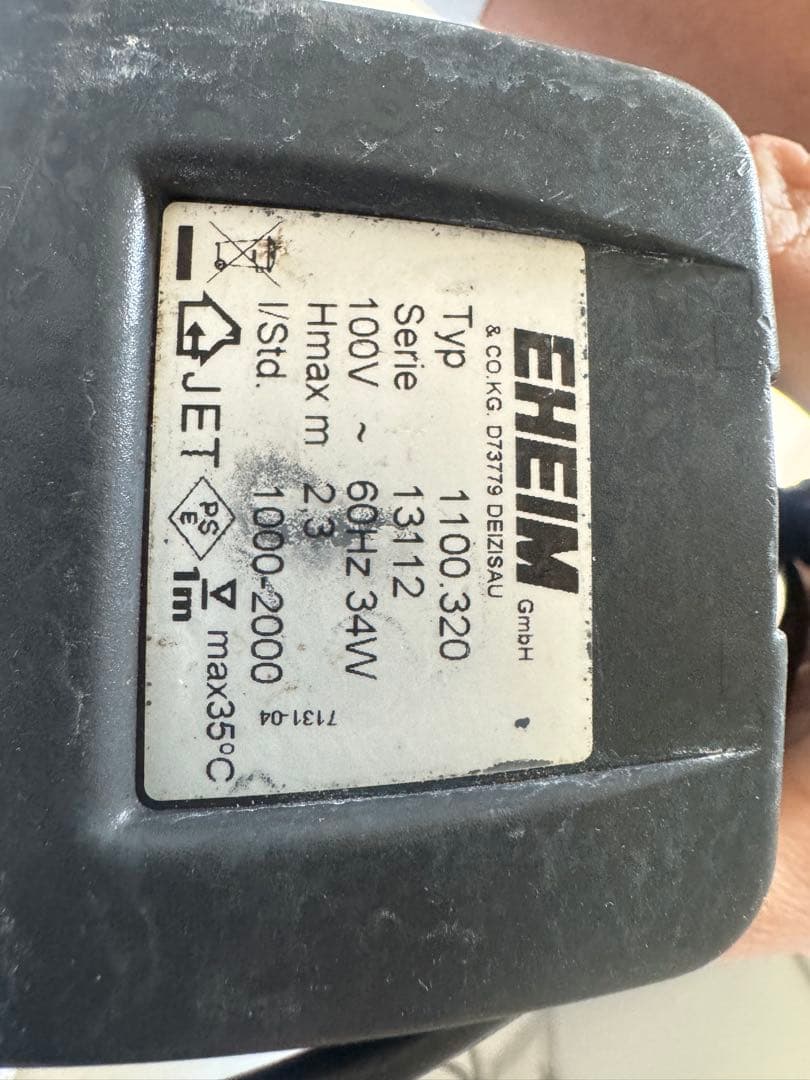 EHEIM GmbH
& CO.KG. D73779 DEIZISAU
Typ 1100.320
Serie 13112
100V ~ 60Hz 34W
Hmax m 2,3
l/Std. 1000-2000
7131-04
JET PS E 1m max35ºC